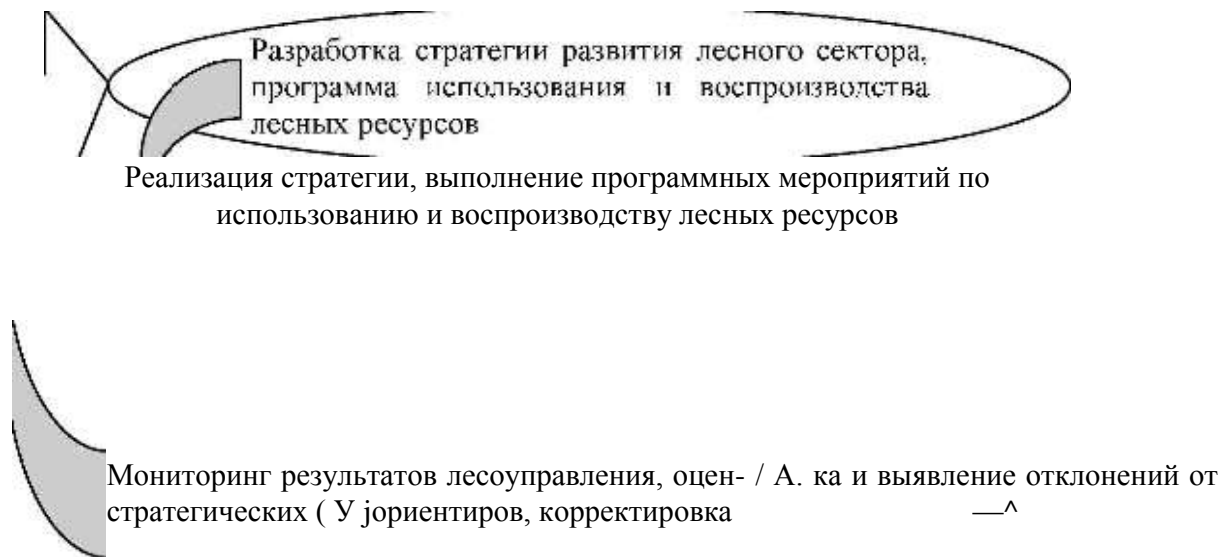 Разработка стратегии развития лесного сектора,
программа использования и воспроизводства
лесных ресурсов
Реализация стратегии, выполнение программных мероприятий по
использованию и воспроизводству лесных ресурсов
Мониторинг результатов лесоуправления, оцен- / А. ка и выявление отклонений от
стратегических ( У jориентиров, корректировка —^